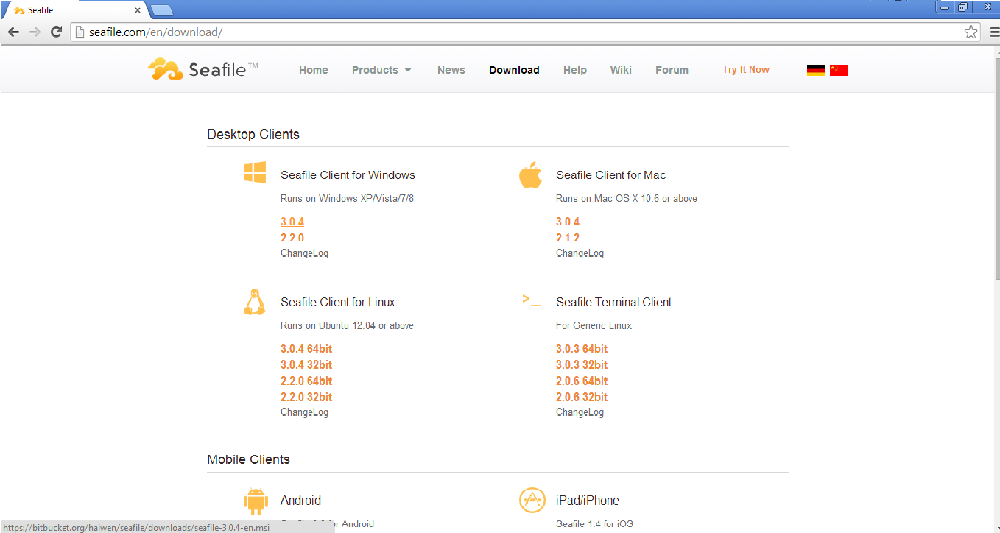 Seafile
seafile.com/en/download/
Seafile™
Home Products News Download Help Wiki Forum Try It Now
Desktop Clients
Seafile Client for Windows
Runs on Windows XP/Vista/7/8
3.0.4
2.2.0
ChangeLog
Seafile Client for Mac
Runs on Mac OS X 10.6 or above
3.0.4
2.1.2
ChangeLog
Seafile Client for Linux
Runs on Ubuntu 12.04 or above
3.0.4 64bit
3.0.4 32bit
2.2.0 64bit
2.2.0 32bit
ChangeLog
>_
Seafile Terminal Client
For Generic Linux
3.0.3 64bit
3.0.3 32bit
2.0.6 64bit
2.0.6 32bit
ChangeLog
Mobile Clients
Android
for Android
iPad/iPhone
Seafile 1.4 for iOS
https://bitbucket.org/haiwen/seafile/downloads/seafile-3.0.4-en.msi